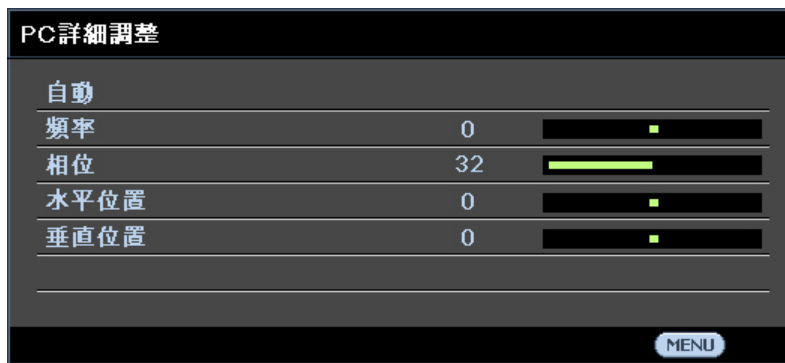 PC詳細調整
自動
頻率 0
相位 32
水平位置 0
垂直位置 0
MENU